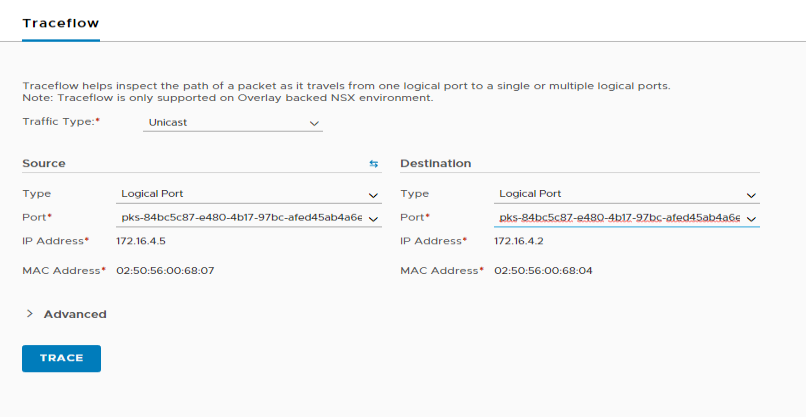 Traceflow
Traceflow helps inspect the path of a packet as it travels from one logical port to a single or multiple logical ports.
Note: Traceflow is only supported on Overlay backed NSX environment.
Traffic Type:* Unicast
Source Destination
Type Logical Port Type Logical Port
Port* pks-84bc5c87-e480-4b17-97bc-afed45ab4a6e Port* pks-84bc5c87-e480-4b17-97bc-afed45ab4a6e
IP Address* 172.16.4.5 IP Address* 172.16.4.2
MAC Address* 02:50:56:00:68:07 MAC Address* 02:50:56:00:68:04
Advanced
TRACE